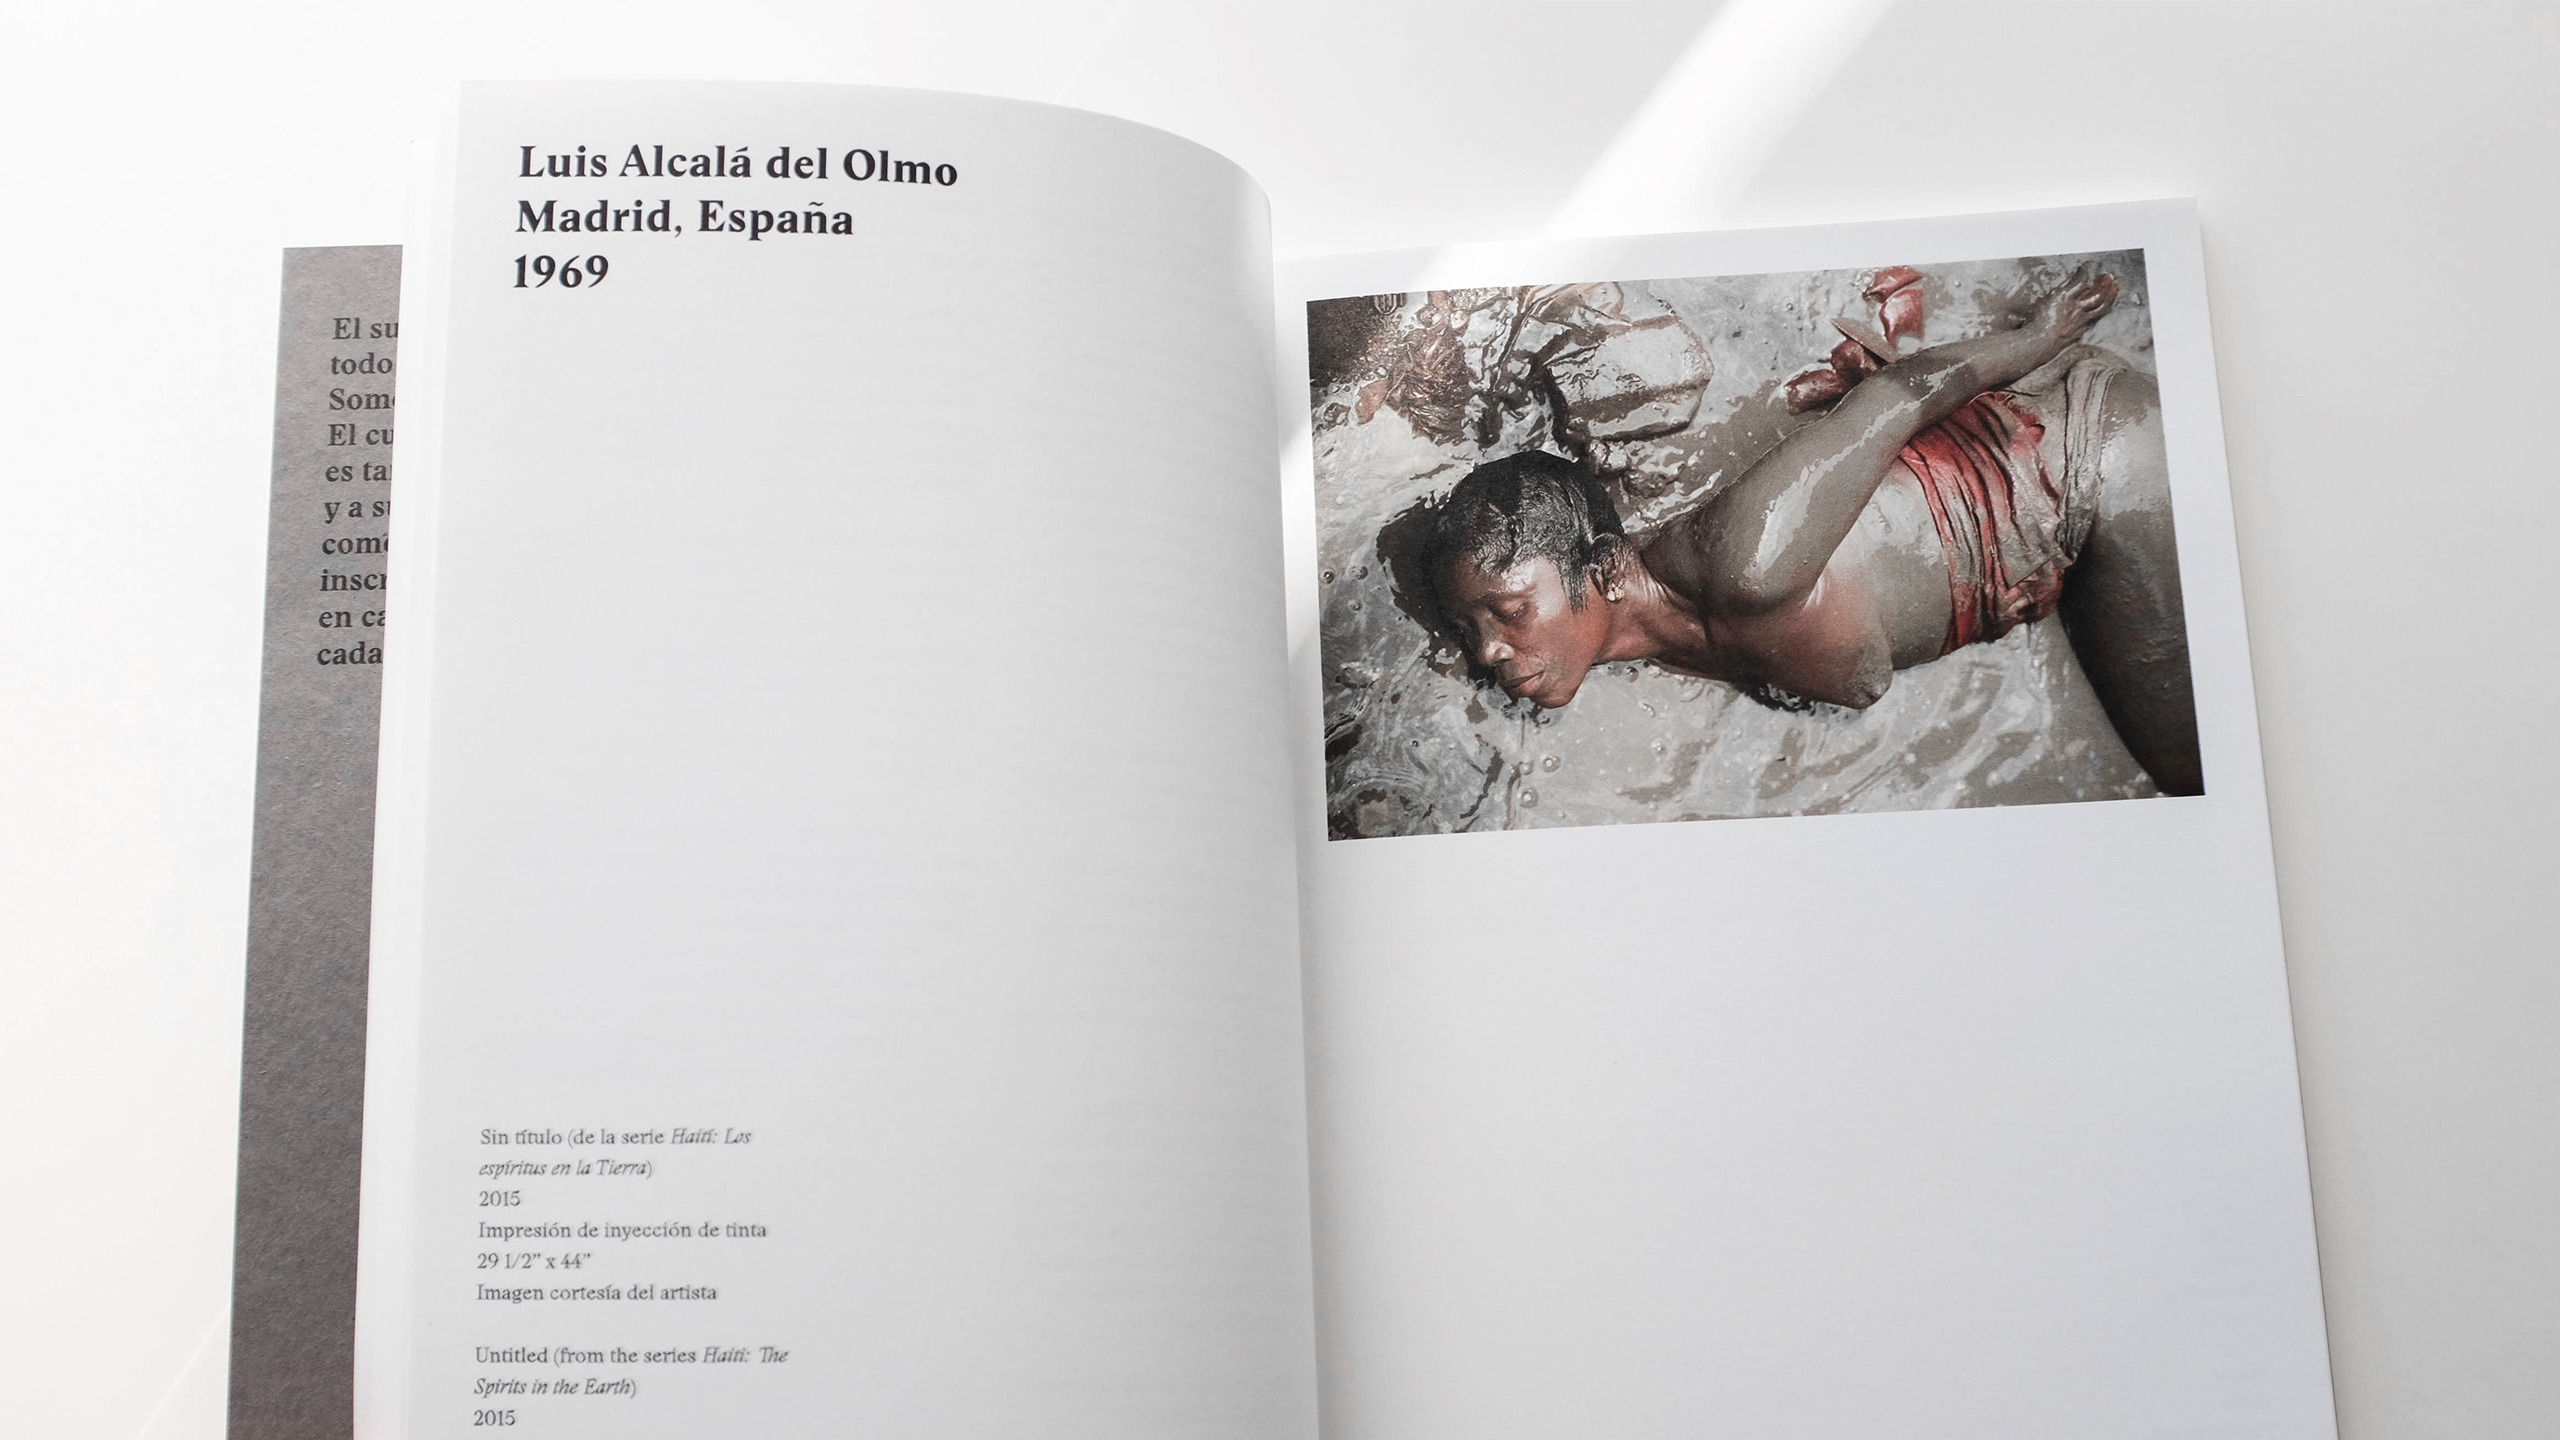 Luis Alcalá del Olmo
Madrid, España
1969
El su
todo
Som
El cu
es ta
y a s
com
inscr
en ca
cada
Sin título (de la serie Haití: Los
espíritus en la Tierra)
2015
Impresión de inyección de tinta
29 1/2” x 44”
Imagen cortesía del artista
Untitled (from the series Haiti: The
Spirits in the Earth)
2015